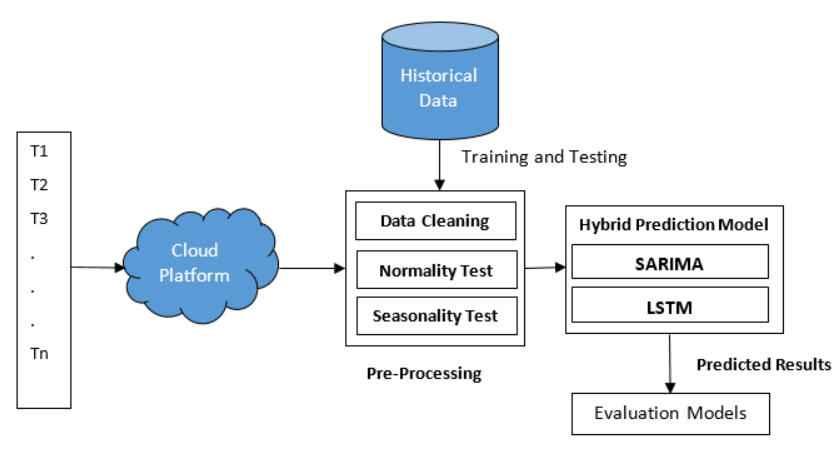 Historical
Data
Training and Testing
T1
T2
T3
.
.
.
Tn
Cloud
Platform
Data Cleaning
Normality Test
Seasonality Test
Pre-Processing
Hybrid Prediction Model
SARIMA
LSTM
Predicted Results
Evaluation Models